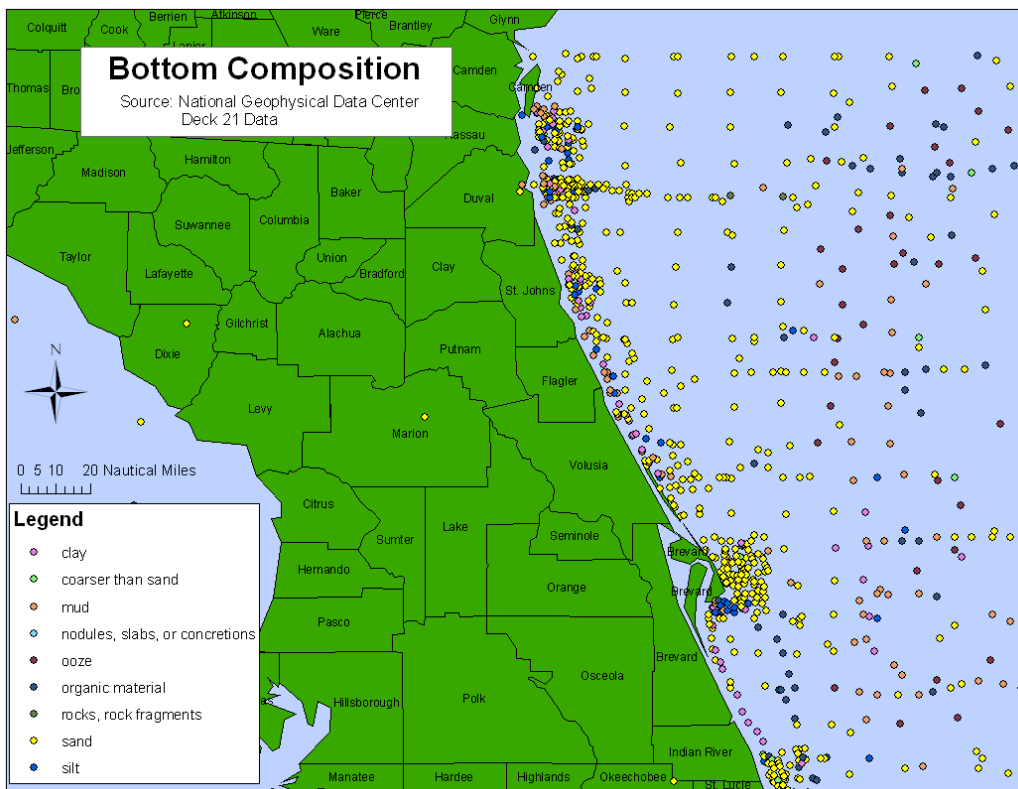 Colquitt
Cook
Berrien
Atkinson
Pierce
Brantley
Glynn
Ware
Lanier
Bottom Composition
Source: National Geophysical Data Center
Deck 21 Data
Camden
Camden
Thomas
Bro
Nassau
Jefferson
Madison
Hamilton
Baker
Duval
Suwannee
Columbia
Taylor
Lafayette
Union
Bradford
Clay
St. Johns
Gilchrist
Alachua
Putnam
Dixie
Flagler
N
Levy
Marion
Volusia
0 5 10 20 Nautical Miles
Citrus
Sumter
Lake
Seminole
Hernando
Orange
Brevard
Brevard
Pasco
Brevard
Osceola
Hillsborough
Polk
Indian River
Manatee
Hardee
Highlands
Okeechobee
St. Lucie
Legend
clay
coarser than sand
mud
nodules, slabs, or concretions
ooze
organic material
rocks, rock fragments
sand
silt